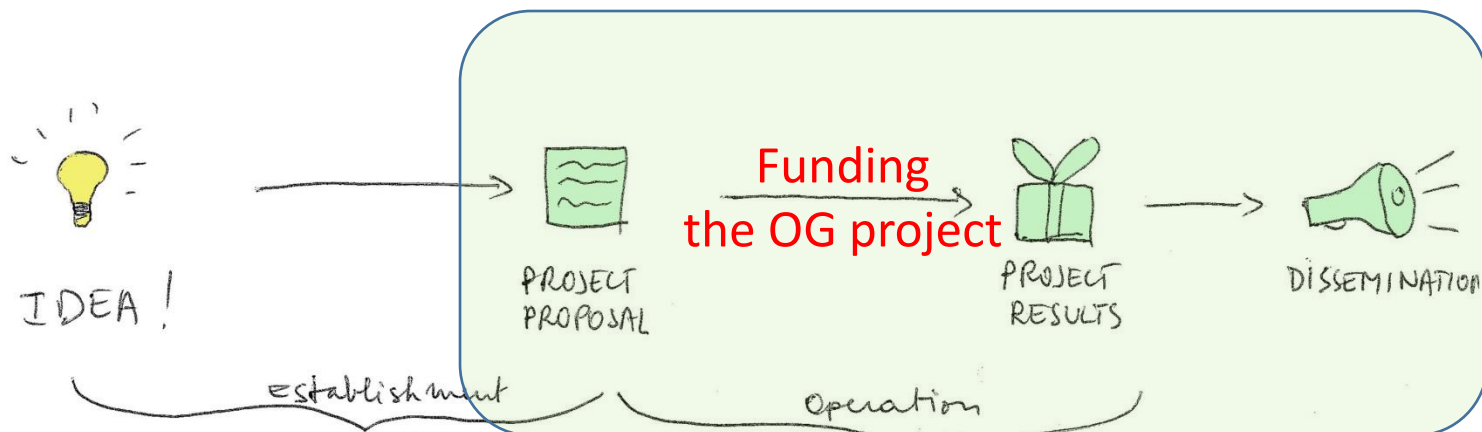 IDEA!
PROJECT
PROPOSAL
Funding
the OG project
PROJECT
RESULTS
DISSEMINATION
Establishment
Operation